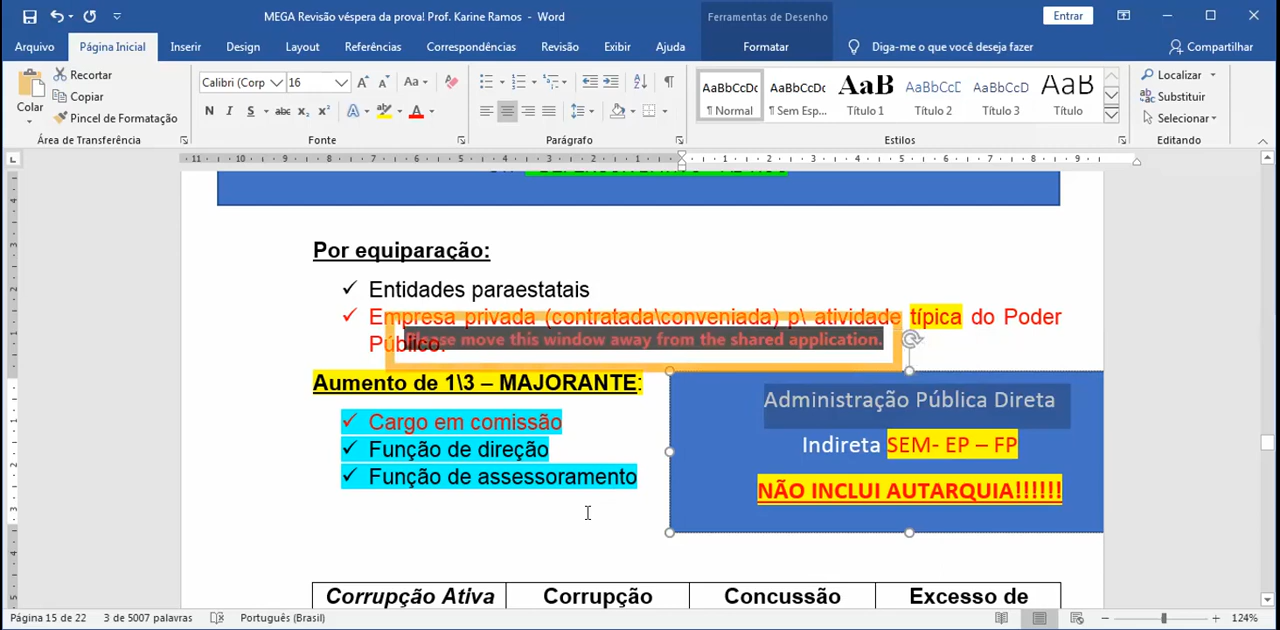 MEGA Revisão véspera da prova! Prof. Karine Ramos - Word
Ferramentas de Desenho
Entrar
Arquivo
Página Inicial
Inserir
Design
Layout
Referências
Correspondências
Revisão
Exibir
Ajuda
Formatar
Diga-me o que você deseja fazer
Compartilhar
Colar
Recortar
Copiar
Pincel de Formatação
Área de Transferência
Calibri (Corp
16
Aa
N I S abc x₂ x²
Fonte
Parágrafo
AaBbCcDc AaBbCcDc AaBbC AaBbCcD AaBbCcD AaB
¶ Normal ¶ Sem Esp... Título 1 Título 2 Título 3 Título
Estilos
Localizar
Substituir
Selecionar
Editando
Por equiparação:
✓ Entidades paraestatais
✓ Empresa privada (contratada\conveniada) p\ atividade típica do Poder
Público.
Please move this window away from the shared application.
Aumento de 1\3 – MAJORANTE:
✓ Cargo em comissão
✓ Função de direção
✓ Função de assessoramento
Administração Pública Direta
Indireta SEM- EP – FP
NÃO INCLUI AUTARQUIA!!!!!!
Corrupção Ativa Corrupção Concussão Excesso de
Página 15 de 22 3 de 5007 palavras Português (Brasil) 124%